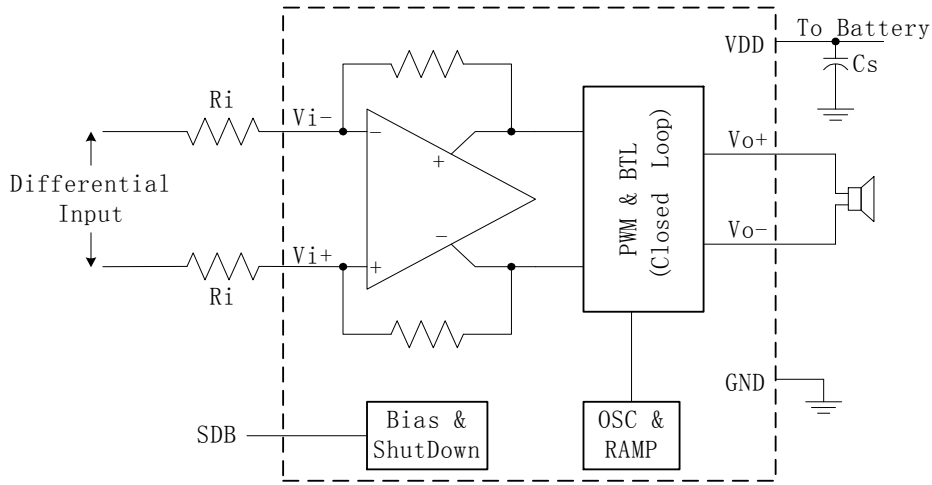 To Battery
VDD
Cs
Ri
Vi-
−
+
Differential
Input
PWM & BTL
(Closed Loop)
Vo+
Vo-
−
Vi+
+
Ri
GND
SDB
Bias &
ShutDown
OSC &
RAMP